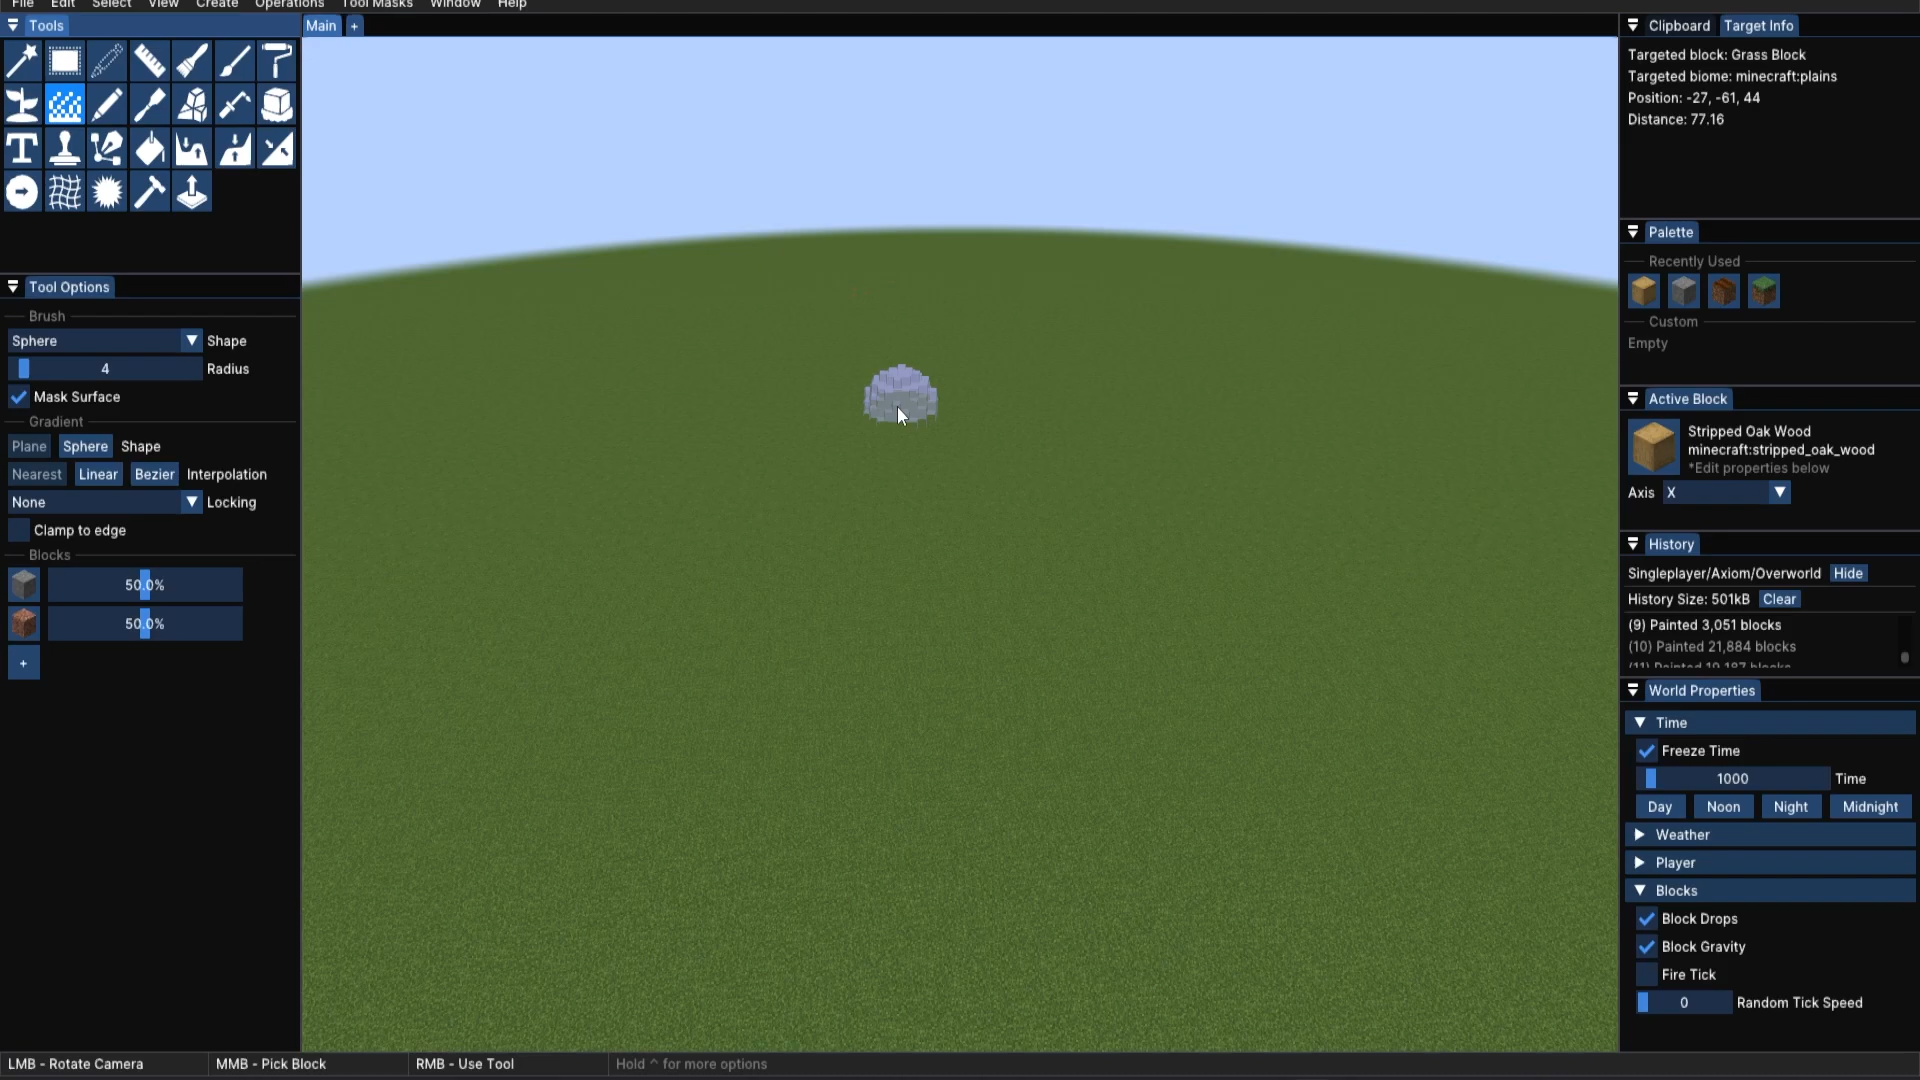 File Edit Select View Create Operations Tool Masks Window Help
Tools
Main +
Clipboard Target Info
Targeted block: Grass Block
Targeted biome: minecraft:plains
Position: -27, -61, 44
Distance: 77.16
Palette
Recently Used
Custom
Empty
Active Block
Stripped Oak Wood
minecraft:stripped_oak_wood
*Edit properties below
Axis X
History
Singleplayer/Axiom/Overworld Hide
History Size: 501kB Clear
(9) Painted 3,051 blocks
(10) Painted 21,884 blocks
(11) Painted 19,187 blocks
World Properties
Time
Freeze Time
1000 Time
Day Noon Night Midnight
Weather
Player
Blocks
Block Drops
Block Gravity
Fire Tick
0 Random Tick Speed
Tool Options
Brush
Sphere Shape
4 Radius
Mask Surface
Gradient
Plane Sphere Shape
Nearest Linear Bezier Interpolation
None Locking
Clamp to edge
Blocks
50.0%
50.0%
+
LMB - Rotate Camera MMB - Pick Block RMB - Use Tool Hold ^ for more options